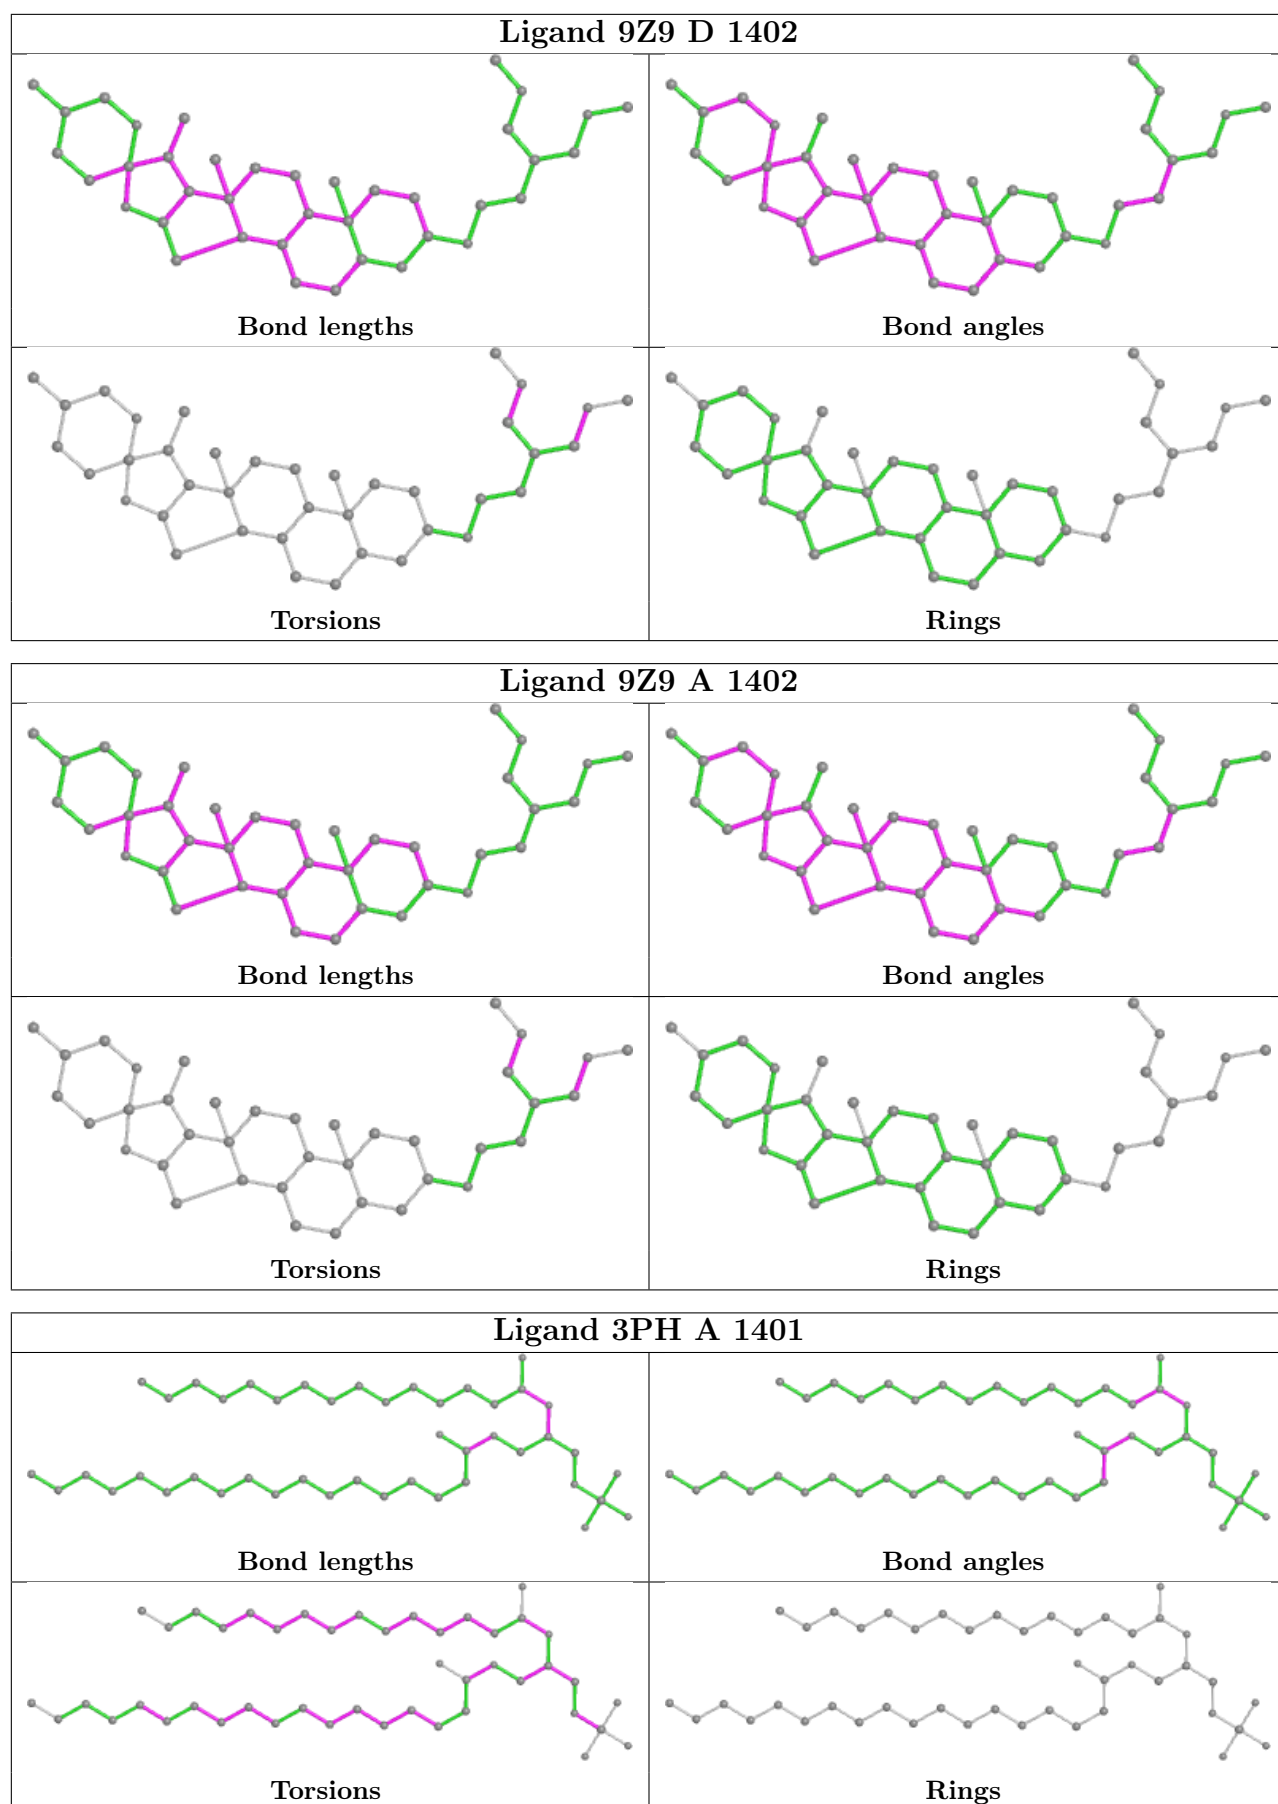 Ligand 9Z9 D 1402
Bond lengths
Bond angles
Torsions
Rings
Ligand 9Z9 A 1402
Bond lengths
Bond angles
Torsions
Rings
Ligand 3PH A 1401
Bond lengths
Bond angles
Torsions
Rings